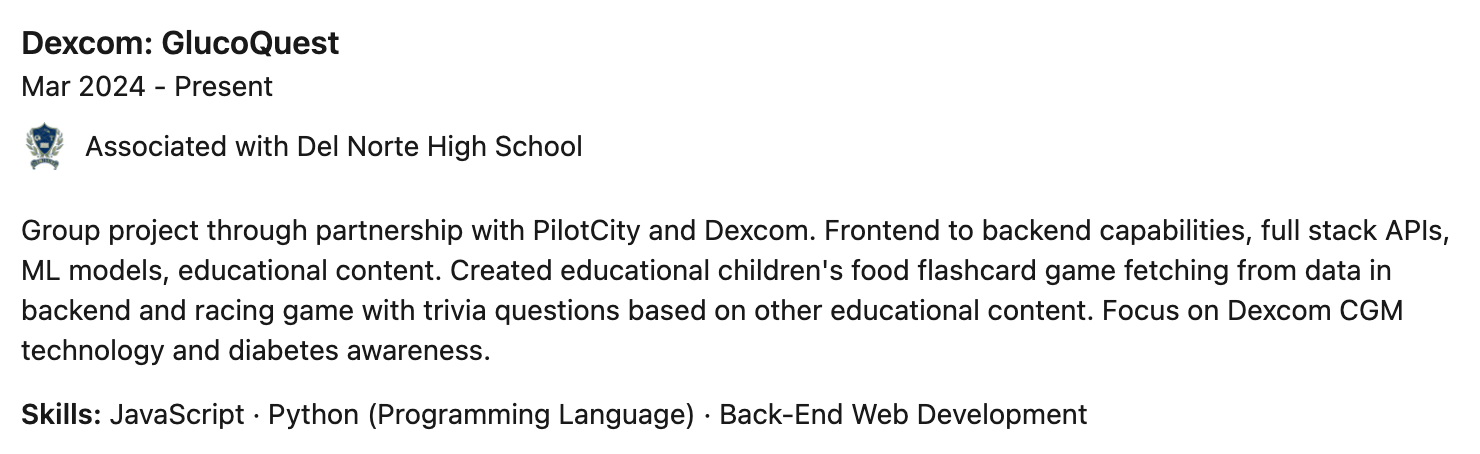 Dexcom: GlucoQuest
Mar 2024 - Present
Associated with Del Norte High School
Group project through partnership with PilotCity and Dexcom. Frontend to backend capabilities, full stack APIs,
ML models, educational content. Created educational children's food flashcard game fetching from data in
backend and racing game with trivia questions based on other educational content. Focus on Dexcom CGM
technology and diabetes awareness.
Skills: JavaScript · Python (Programming Language) · Back-End Web Development